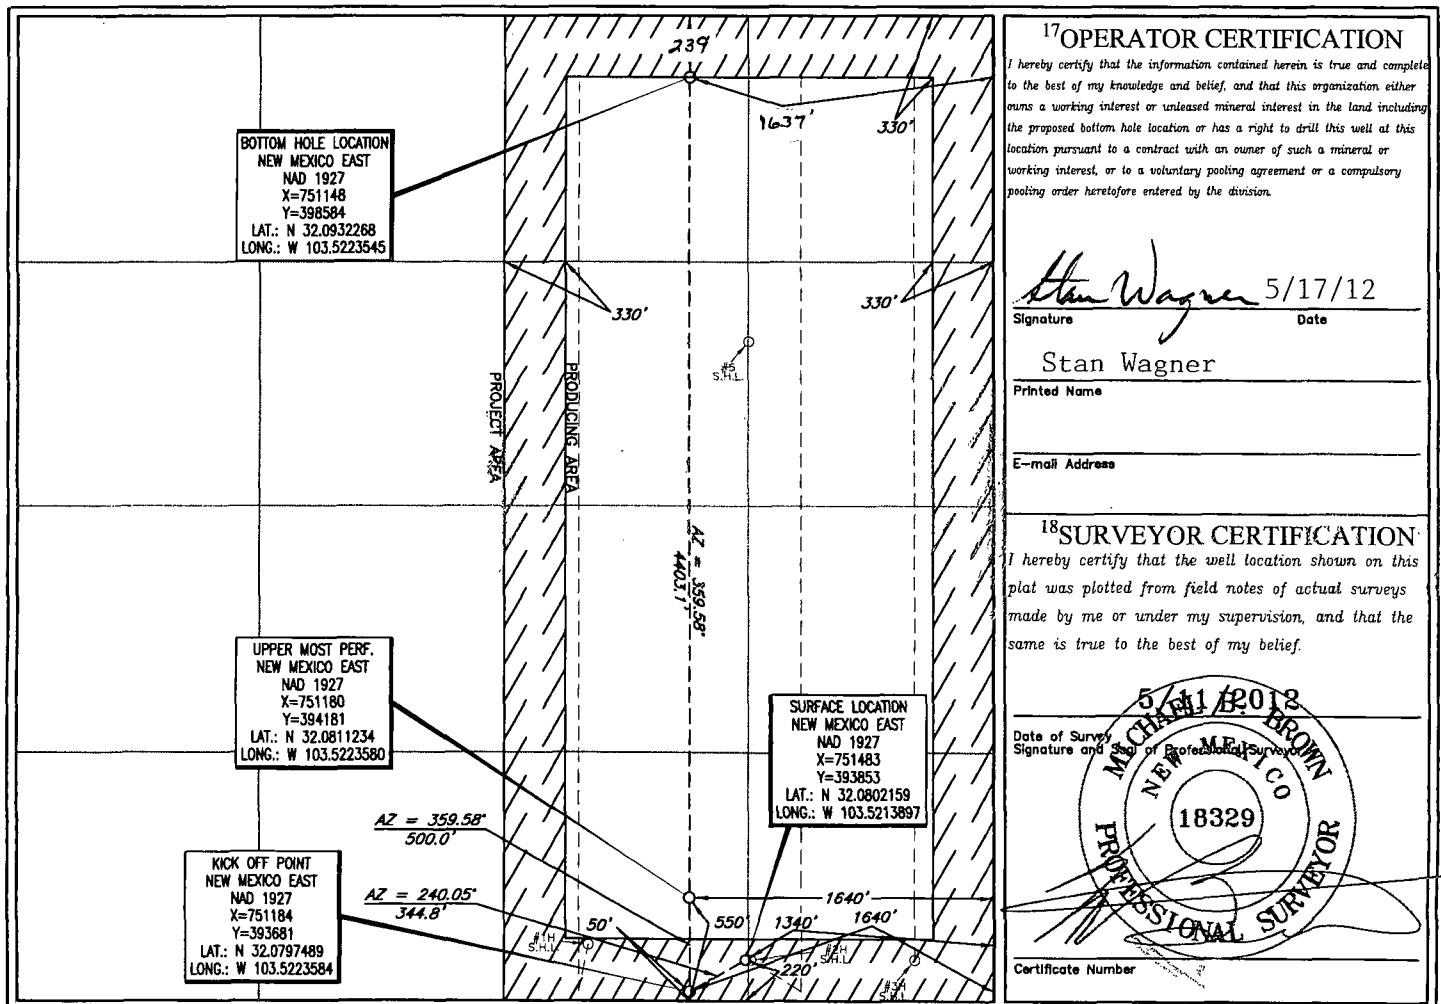 239
1637'
330'
BOTTOM HOLE LOCATION
NEW MEXICO EAST
NAD 1927
X=751148
Y=398584
LAT.: N 32.0932268
LONG.: W 103.5223545
330'
330'
#5
S.H.L.
PROJECT AREA
PRODUCING AREA
AZ = 359.58°
4403.1'
UPPER MOST PERF.
NEW MEXICO EAST
NAD 1927
X=751180
Y=394181
LAT.: N 32.0811234
LONG.: W 103.5223580
SURFACE LOCATION
NEW MEXICO EAST
NAD 1927
X=751483
Y=393853
LAT.: N 32.0802159
LONG.: W 103.5213897
AZ = 359.58°
500.0'
KICK OFF POINT
NEW MEXICO EAST
NAD 1927
X=751184
Y=393681
LAT.: N 32.0797489
LONG.: W 103.5223584
AZ = 240.05°
344.8'
1640'
50'
550'
1340'
1640'
#1H
S.H.L.
#2H
S.H.L.
220'
#3H
S.H.L.
17 OPERATOR CERTIFICATION
I hereby certify that the information contained herein is true and complete
to the best of my knowledge and belief, and that this organization either
owns a working interest or unleased mineral interest in the land including
the proposed bottom hole location or has a right to drill this well at this
location pursuant to a contract with an owner of such a mineral or
working interest, or to a voluntary pooling agreement or a compulsory
pooling order heretofore entered by the division.
Stan Wagner 5/17/12
Signature Date
Stan Wagner
Printed Name
E-mail Address
18 SURVEYOR CERTIFICATION
I hereby certify that the well location shown on this
plat was plotted from field notes of actual surveys
made by me or under my supervision, and that the
same is true to the best of my belief.
5/11/2012
Date of Survey
Signature and Seal of Professional Surveyor
MICHAEL B. BROWN
NEW MEXICO
18329
PROFESSIONAL SURVEYOR
Certificate Number